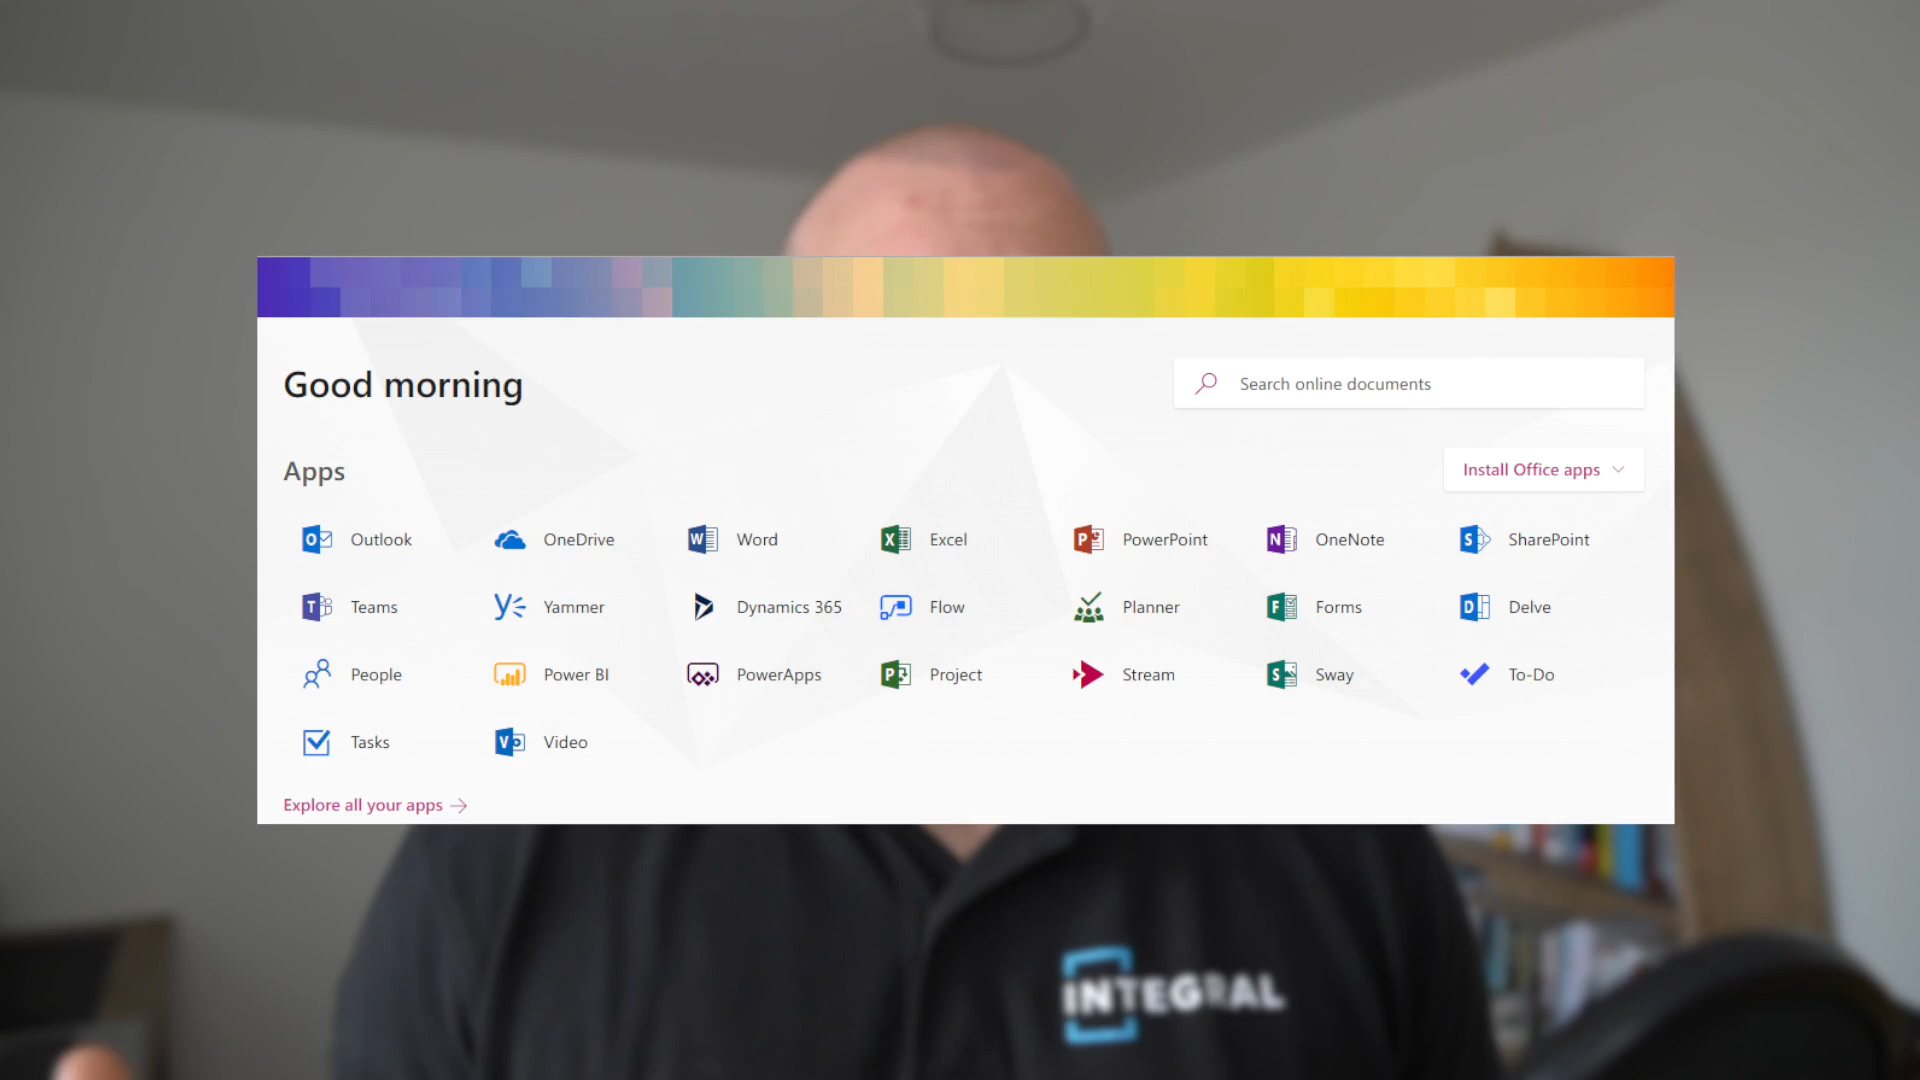 Good morning
Search online documents
Apps
Install Office apps
Outlook OneDrive Word Excel PowerPoint OneNote SharePoint
Teams Yammer Dynamics 365 Flow Planner Forms Delve
People Power BI PowerApps Project Stream Sway To-Do
Tasks Video
Explore all your apps
INTEGRAL